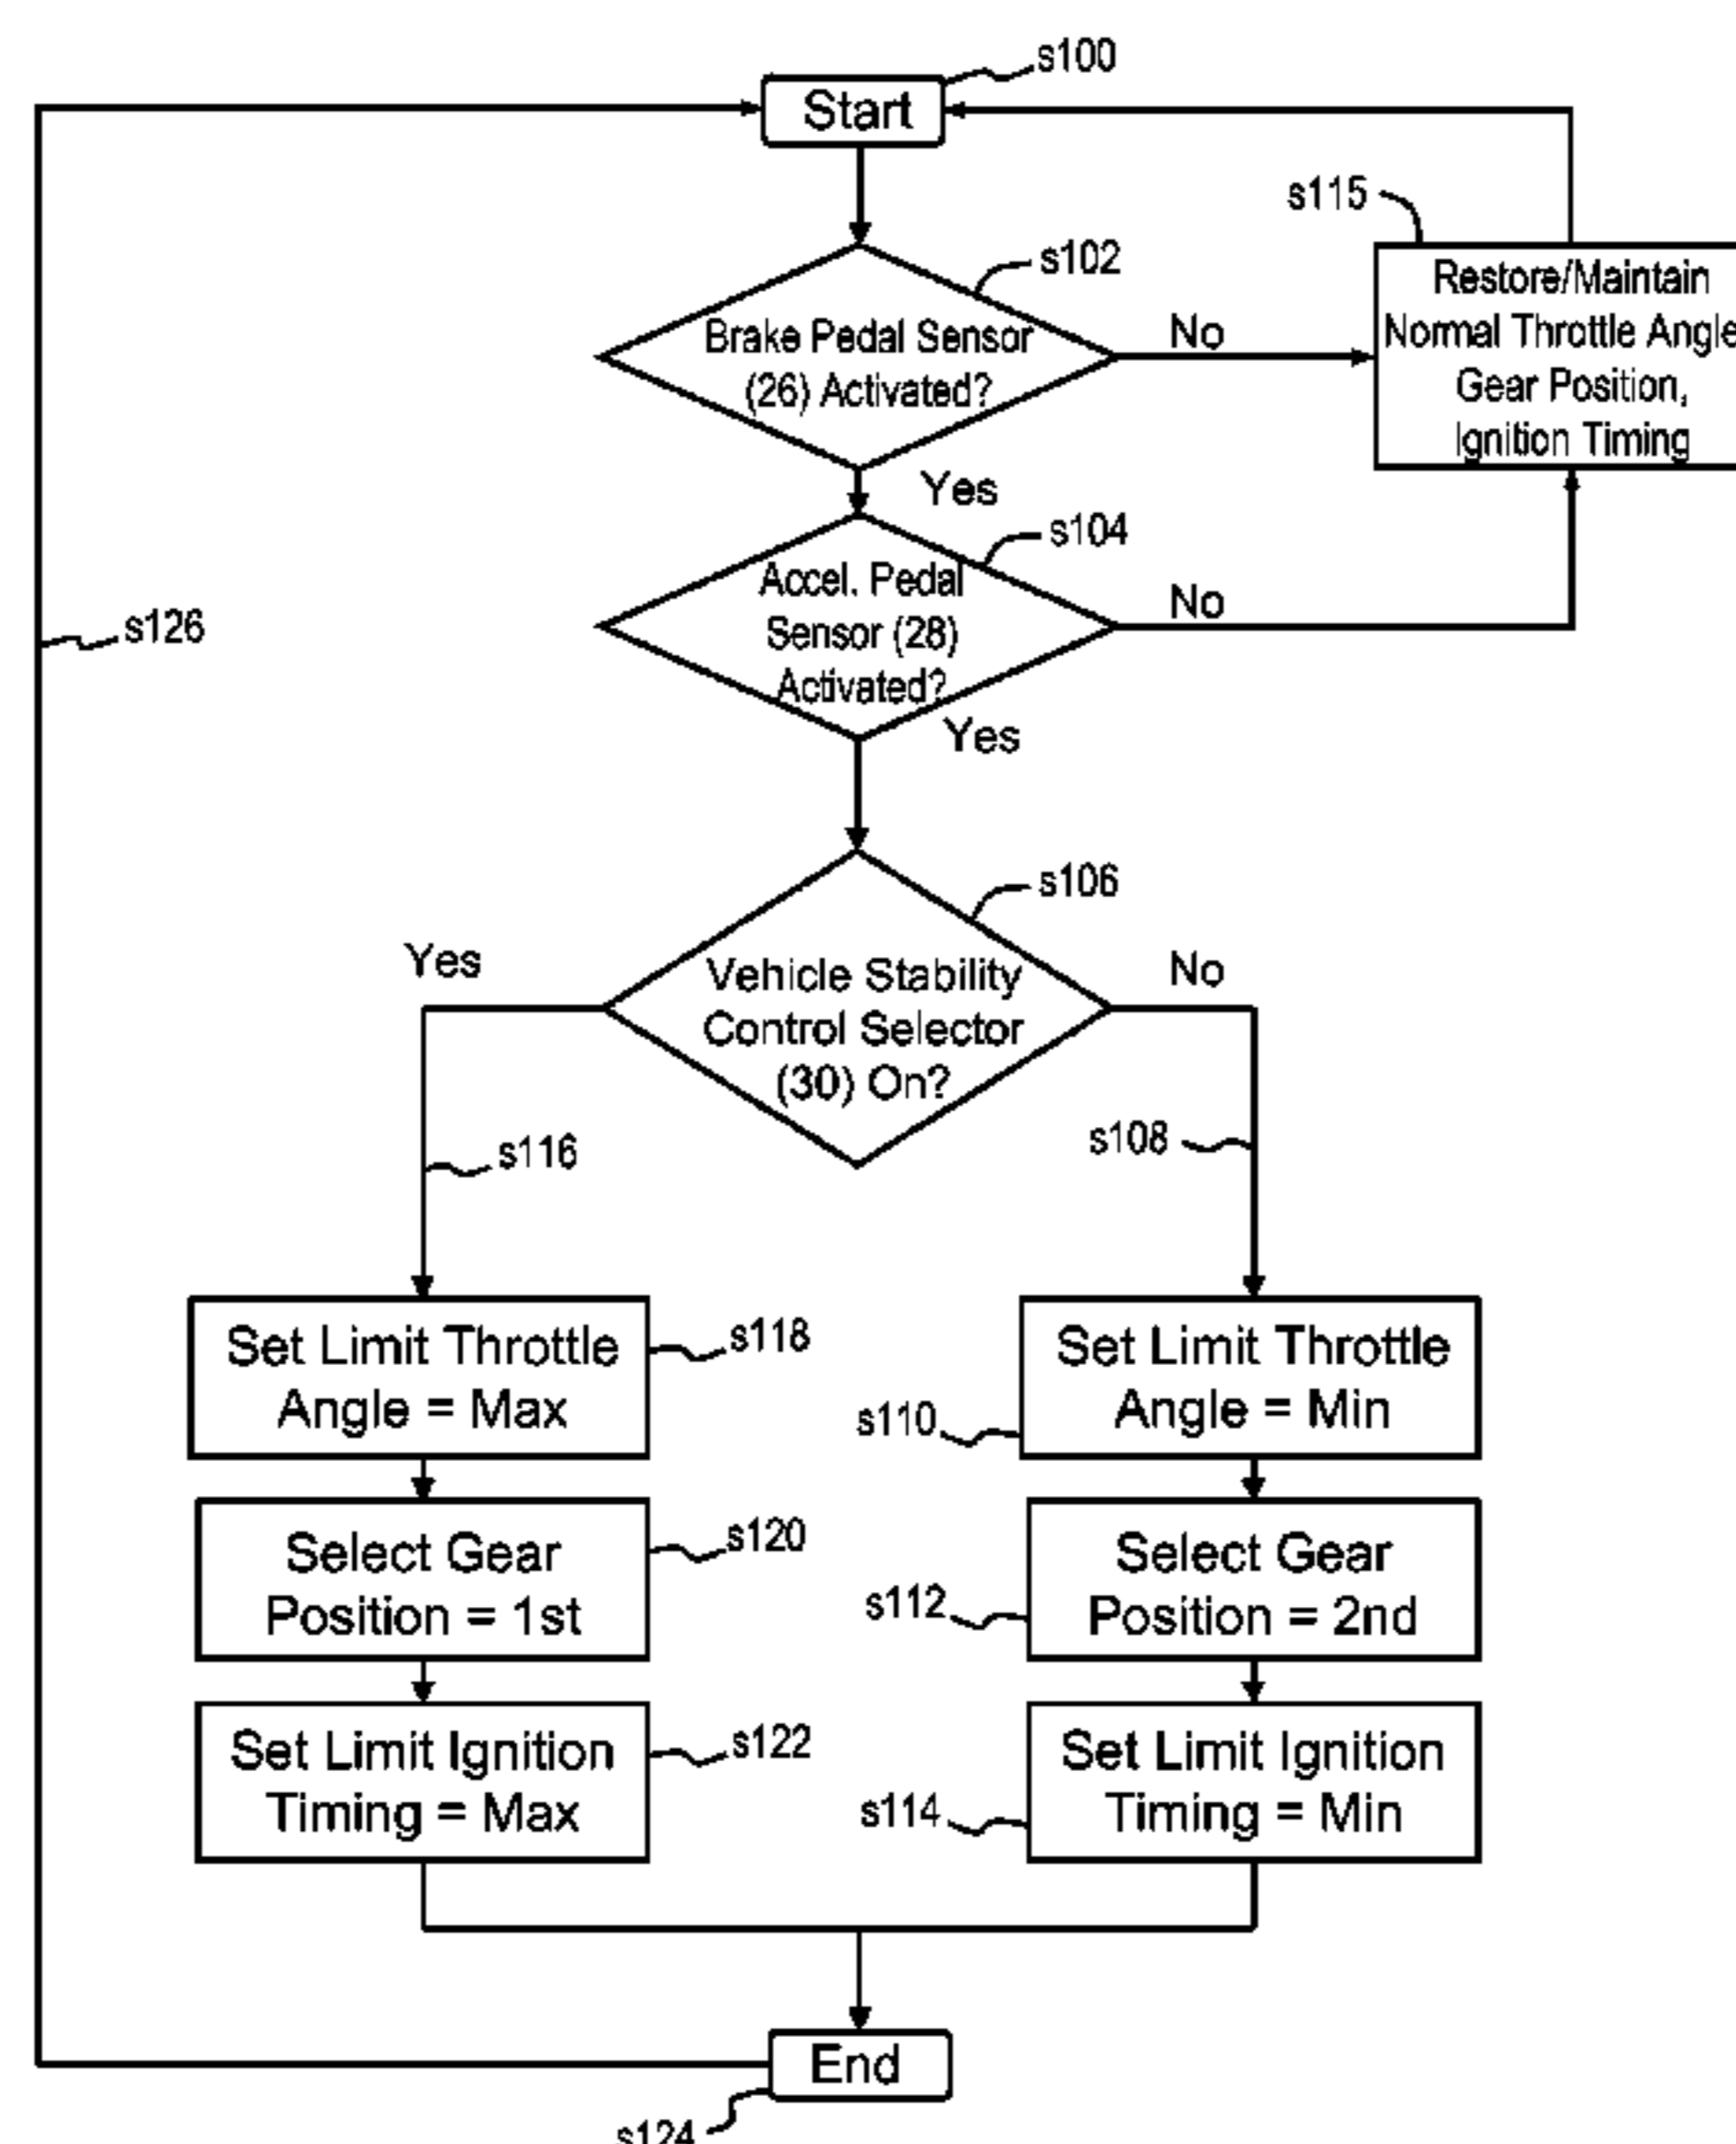 s100
Start
s115
s102
Restore/Maintain
Normal Throttle Angle
Gear Position,
Ignition Timing
Brake Pedal Sensor
(26) Activated?
No
Yes
s104
Accel. Pedal
Sensor (28)
Activated?
No
s126
Yes
s106
Yes
Vehicle Stability
Control Selector
(30) On?
No
s116
s108
Set Limit Throttle
Angle = Max
s118
Set Limit Throttle
Angle = Min
s110
Select Gear
Position = 1st
s120
Select Gear
Position = 2nd
s112
Set Limit Ignition
Timing = Max
s122
Set Limit Ignition
Timing = Min
s114
End
s124